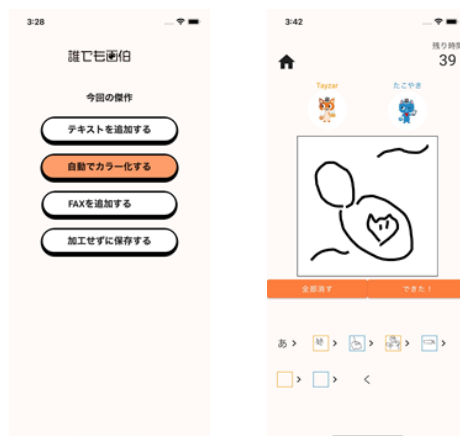 3:28
誰でも画伯
今回の傑作
テキストを追加する
自動でカラー化する
FAXを追加する
加工せずに保存する
3:42
残り時間
39
Tayzar
たこやき
全部消す
できた！
あ > > > > >
> > <